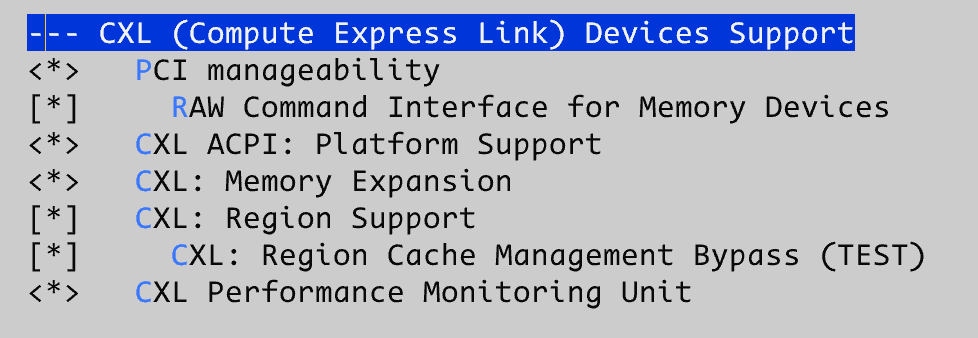 --- CXL (Compute Express Link) Devices Support
<*>   PCI manageability
[*]     RAW Command Interface for Memory Devices
<*>   CXL ACPI: Platform Support
<*>   CXL: Memory Expansion
[*]   CXL: Region Support
[*]     CXL: Region Cache Management Bypass (TEST)
<*>   CXL Performance Monitoring Unit